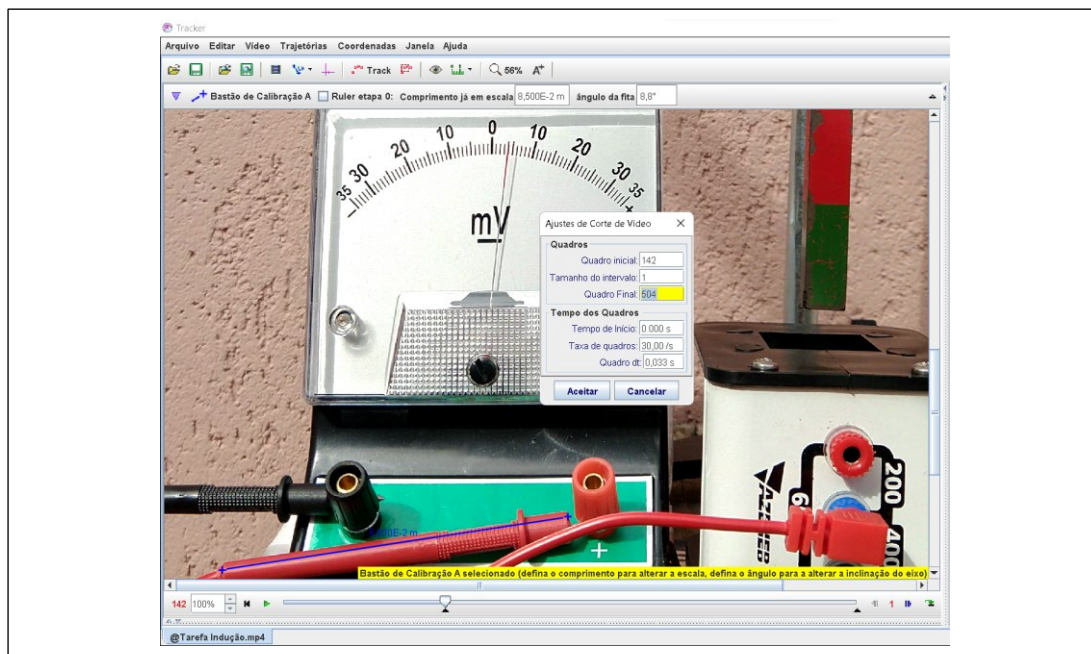 Tracker
Arquivo Editar Vídeo Trajetórias Coordenadas Janela Ajuda
Track 56% A+
Bastão de Calibração A Ruler etapa 0: Comprimento já em escala 8,500E-2 m ângulo da fita 8,8°
35 30 20 10 0 10 20 30 35
mV
Ajustes de Corte de Vídeo
Quadros
Quadro inicial: 142
Tamanho do intervalo: 1
Quadro Final: 504
Tempo dos Quadros
Tempo de Início: 0.000 s
Taxa de quadros: 30,00 /s
Quadro dt: 0,033 s
Aceitar Cancelar
200
400
AZEHEB
Bastão de Calibração A selecionado (defina o comprimento para alterar a escala, defina o ângulo para a alterar a inclinação do eixo)
142 100% 1
@Tarefa Indução.mp4